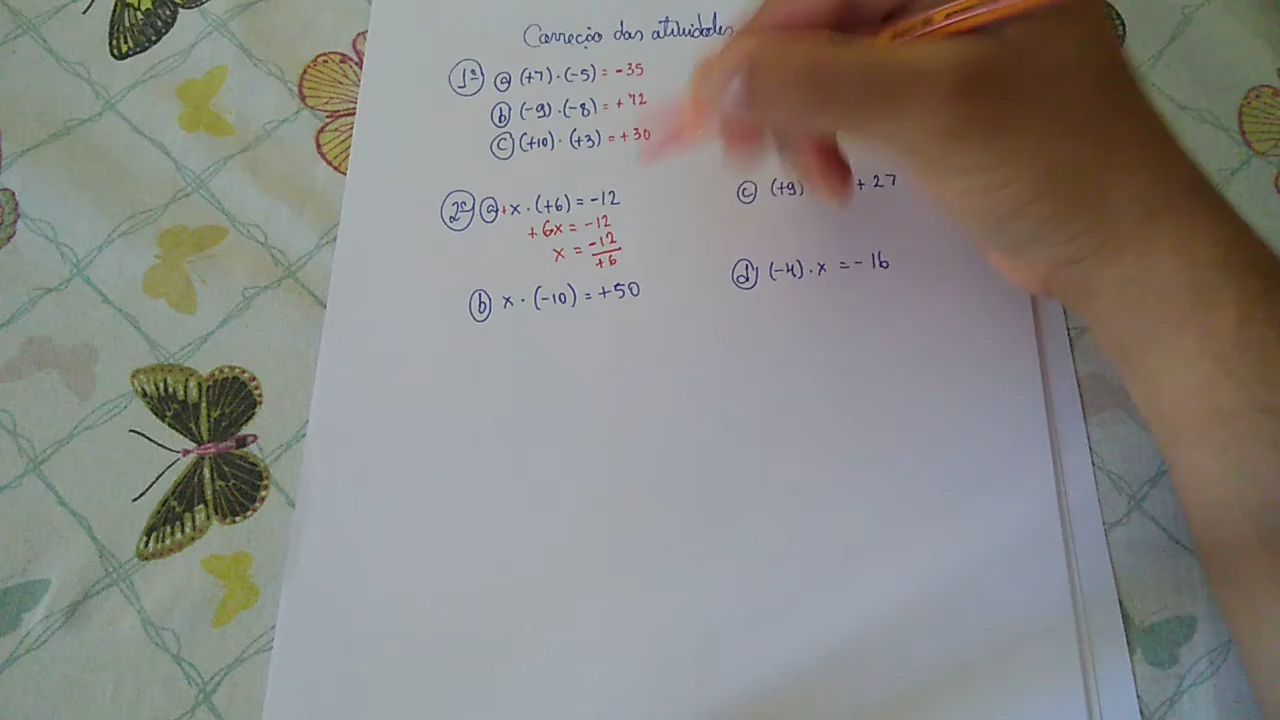 Correção das atividades
1º a (+7)·(-5) = -35
b (-9)·(-8) = +72
c (+10)·(+3) = +30
2º a +x·(+6) = -12
+6x = -12
x = -12/+6
b x·(-10) = +50
c (+9) +27
d (-4)·x = -16